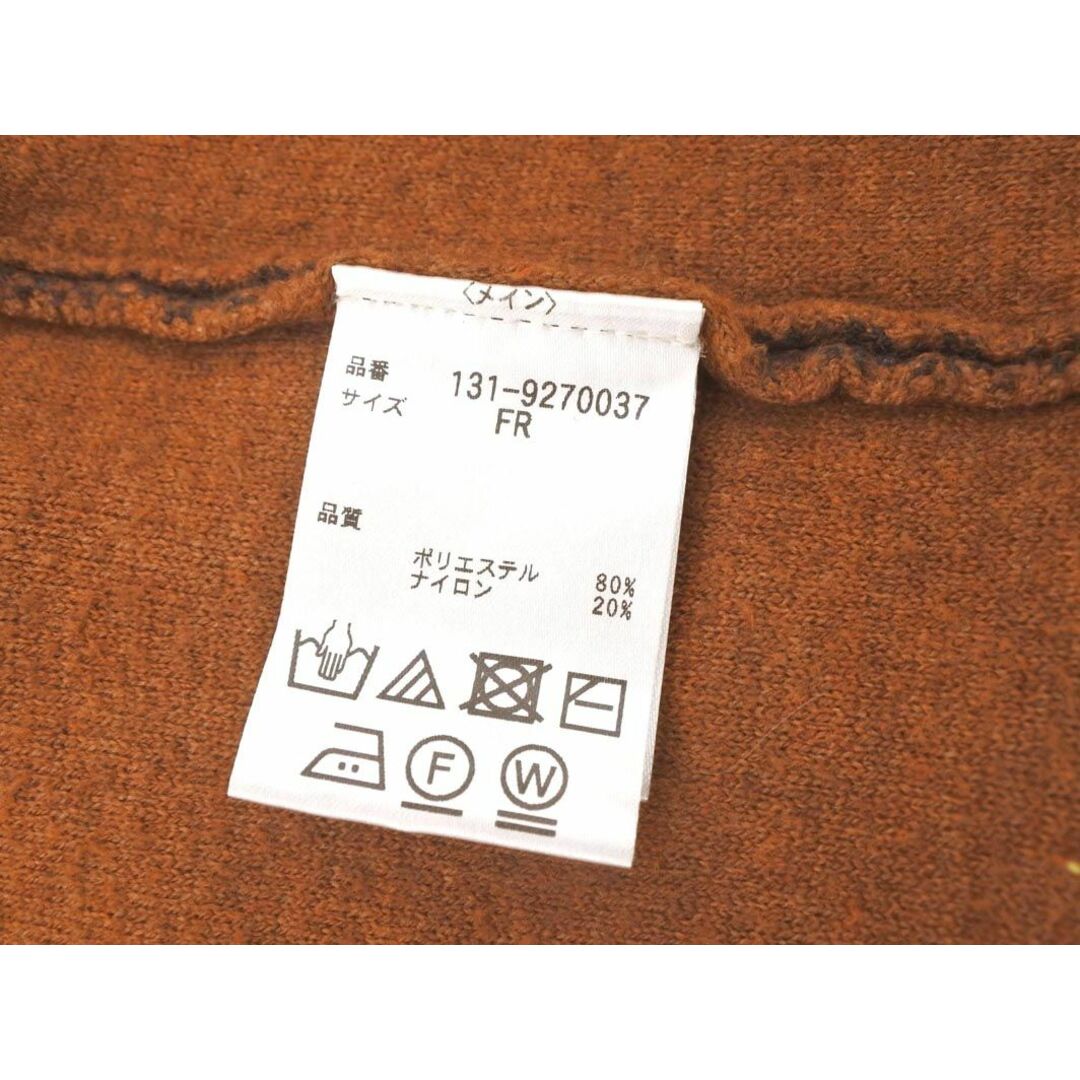 〈メイン〉
品番 131-9270037
サイズ FR
品質
ポリエステル 80%
ナイロン 20%
F W